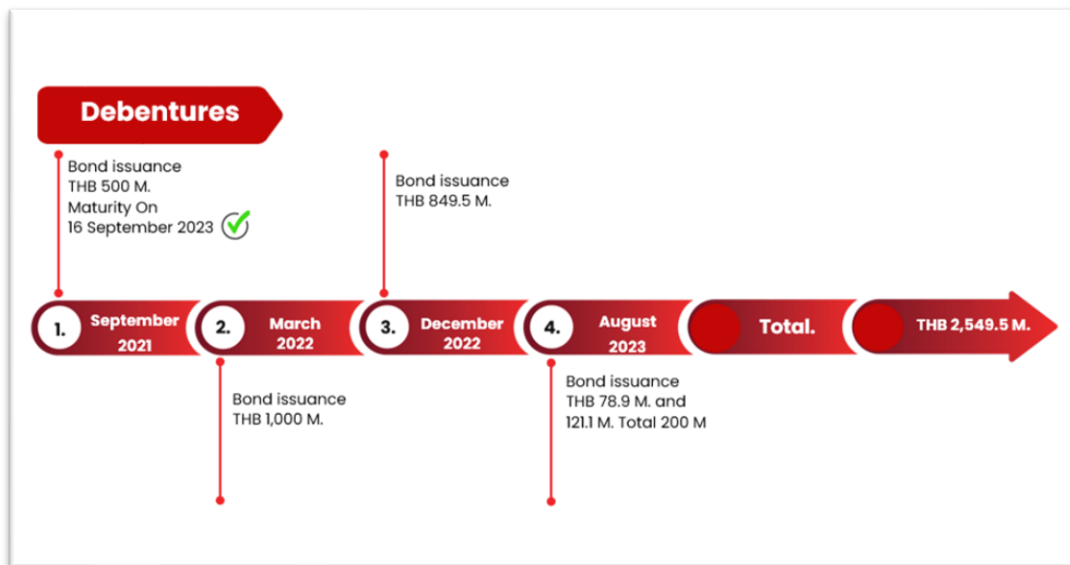 Debentures
Bond issuance
THB 500 M.
Maturity On
16 September 2023
Bond issuance
THB 849.5 M.
1.
September
2021
2.
March
2022
3.
December
2022
4.
August
2023
Total.
THB 2,549.5 M.
Bond issuance
THB 1,000 M.
Bond issuance
THB 78.9 M. and
121.1 M. Total 200 M